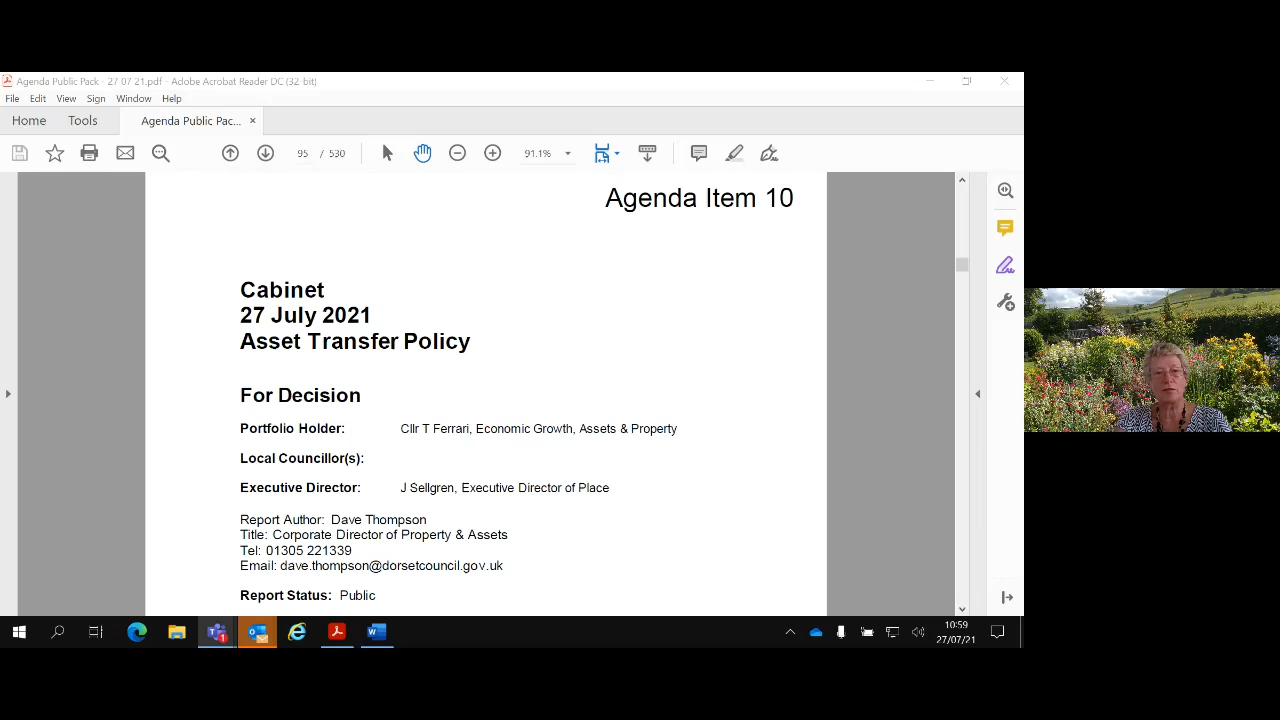 Agenda Public Pack - 27 07 21.pdf - Adobe Acrobat Reader DC (32-bit)
File Edit View Sign Window Help
Home Tools Agenda Public Pac... ×
95 / 530 91.1%
Agenda Item 10
Cabinet
27 July 2021
Asset Transfer Policy
For Decision
Portfolio Holder: Cllr T Ferrari, Economic Growth, Assets & Property
Local Councillor(s):
Executive Director: J Sellgren, Executive Director of Place
Report Author: Dave Thompson
Title: Corporate Director of Property & Assets
Tel: 01305 221339
Email: dave.thompson@dorsetcouncil.gov.uk
Report Status: Public
10:59
27/07/21